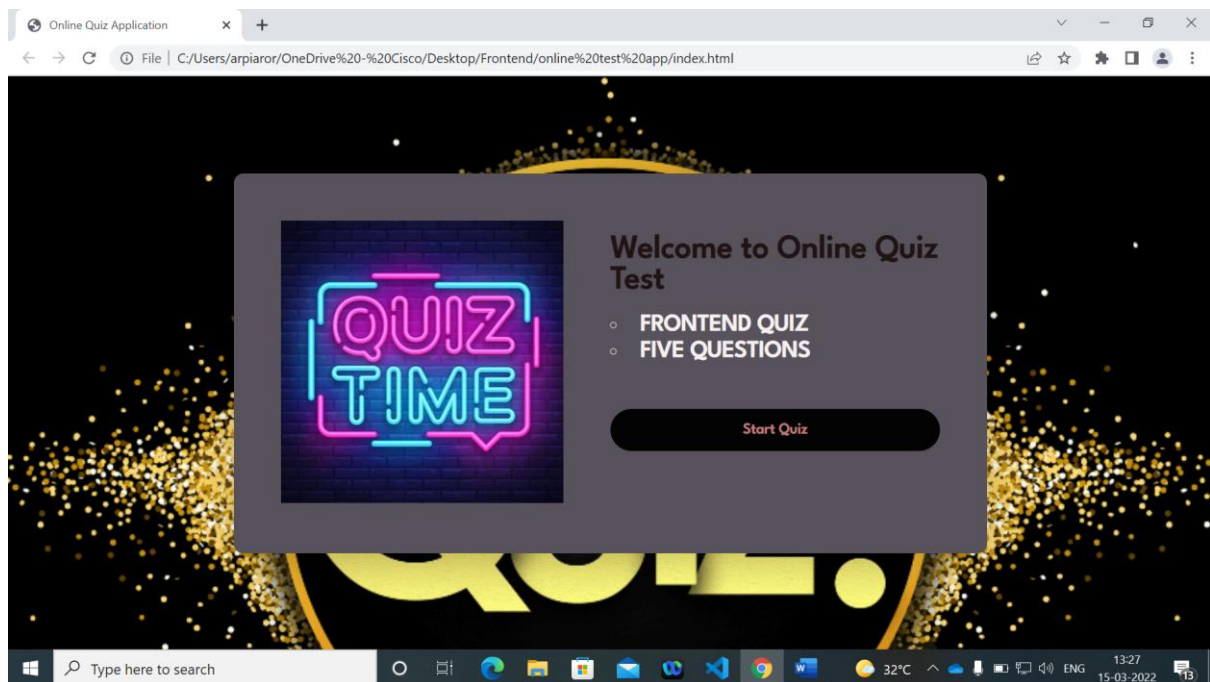 Online Quiz Application
File | C:/Users/arpiaror/OneDrive%20-%20Cisco/Desktop/Frontend/online%20test%20app/index.html
QUIZ
TIME
Welcome to Online Quiz
Test
FRONTEND QUIZ
FIVE QUESTIONS
Start Quiz
QUIZ.
Type here to search
32°C
ENG
13:27
15-03-2022
13